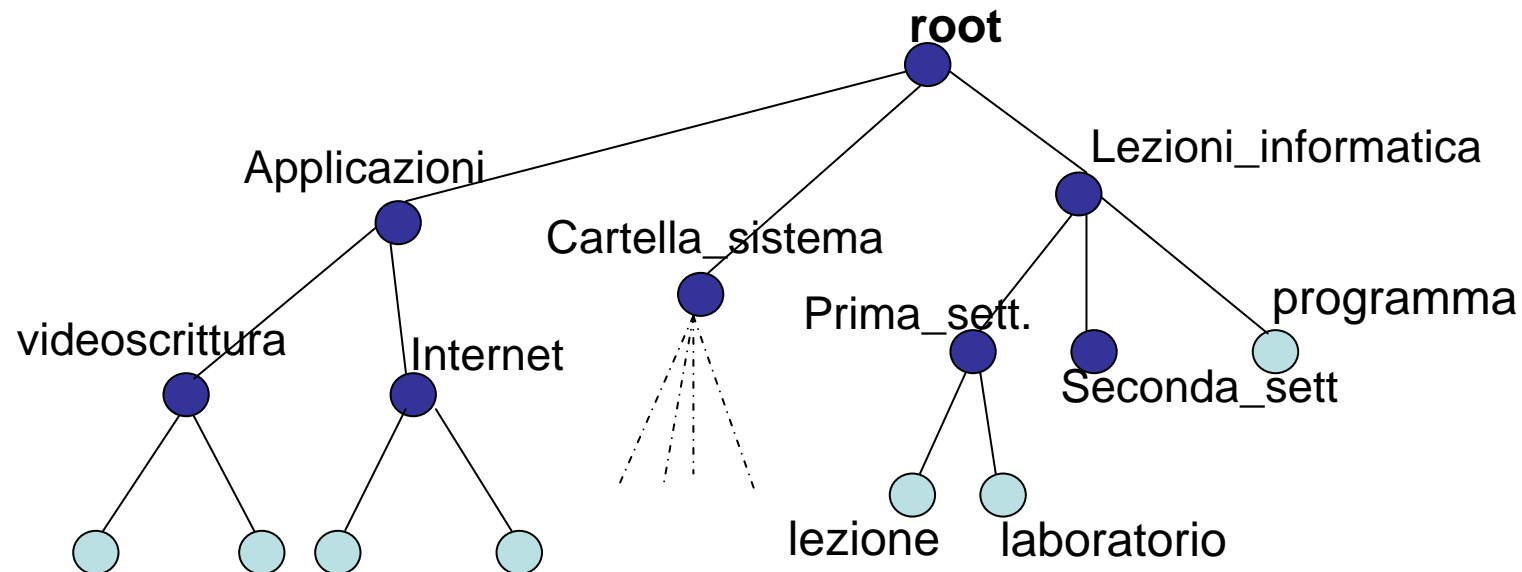 root
Lezioni_informatica
Applicazioni
Cartella_sistema
programma
Prima_sett.
videoscrittura
Internet
Seconda_sett
lezione
laboratorio